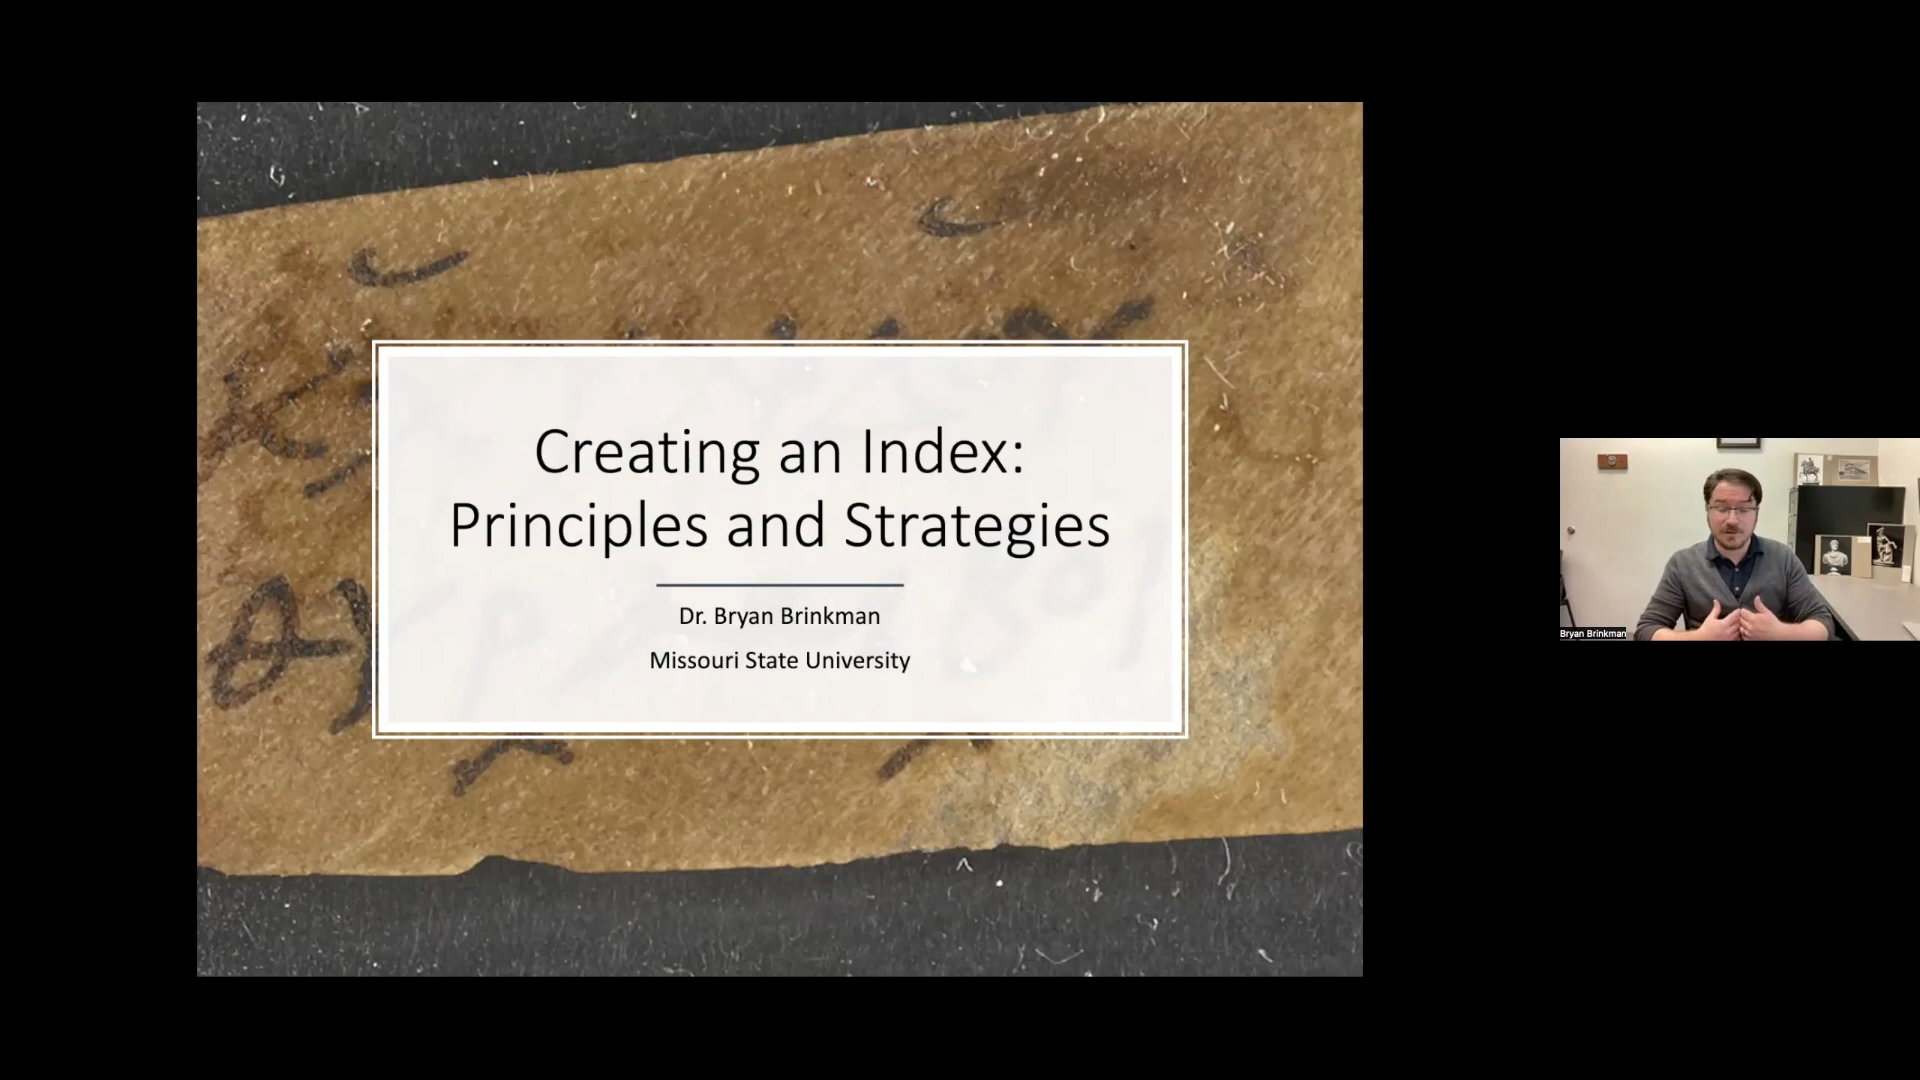 Creating an Index:
Principles and Strategies
Dr. Bryan Brinkman
Missouri State University
Bryan Brinkman